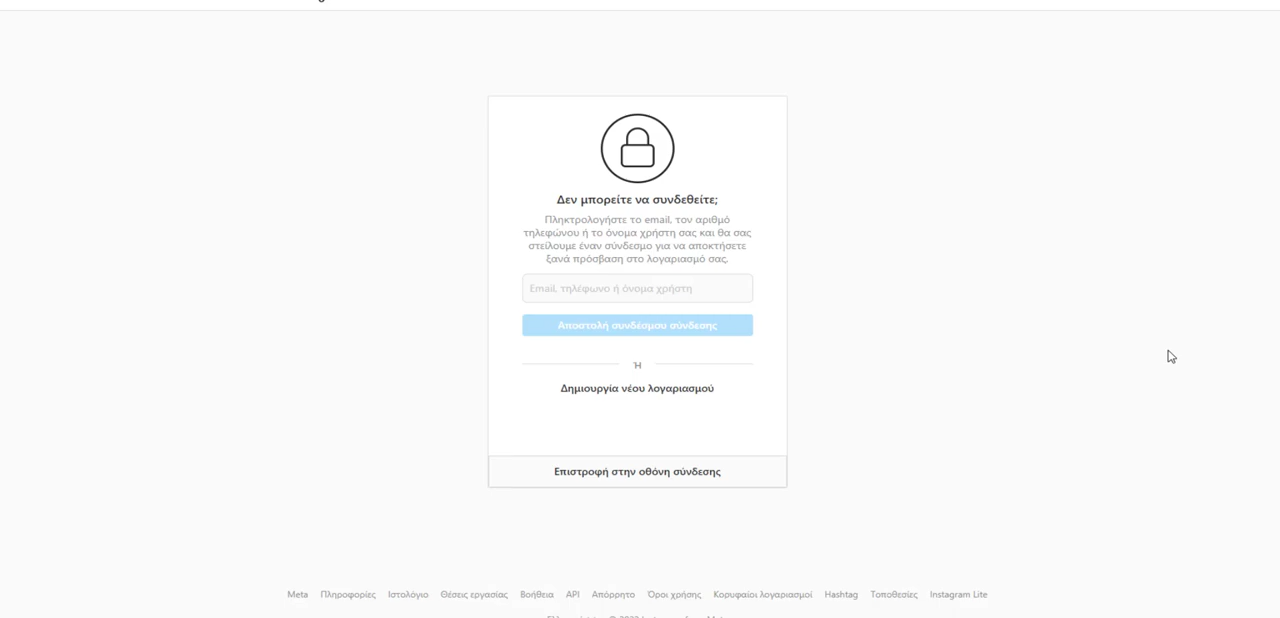 Δεν μπορείτε να συνδεθείτε;
Πληκτρολογήστε το email, τον αριθμό
τηλεφώνου ή το όνομα χρήστη σας και θα σας
στείλουμε έναν σύνδεσμο για να αποκτήσετε
ξανά πρόσβαση στο λογαριασμό σας.
Email, τηλέφωνο ή όνομα χρήστη
Αποστολή συνδέσμου σύνδεσης
Ή
Δημιουργία νέου λογαριασμού
Επιστροφή στην οθόνη σύνδεσης
Meta Πληροφορίες Ιστολόγιο Θέσεις εργασίας Βοήθεια API Απόρρητο Όροι χρήσης Κορυφαίοι λογαριασμοί Hashtag Τοποθεσίες Instagram Lite